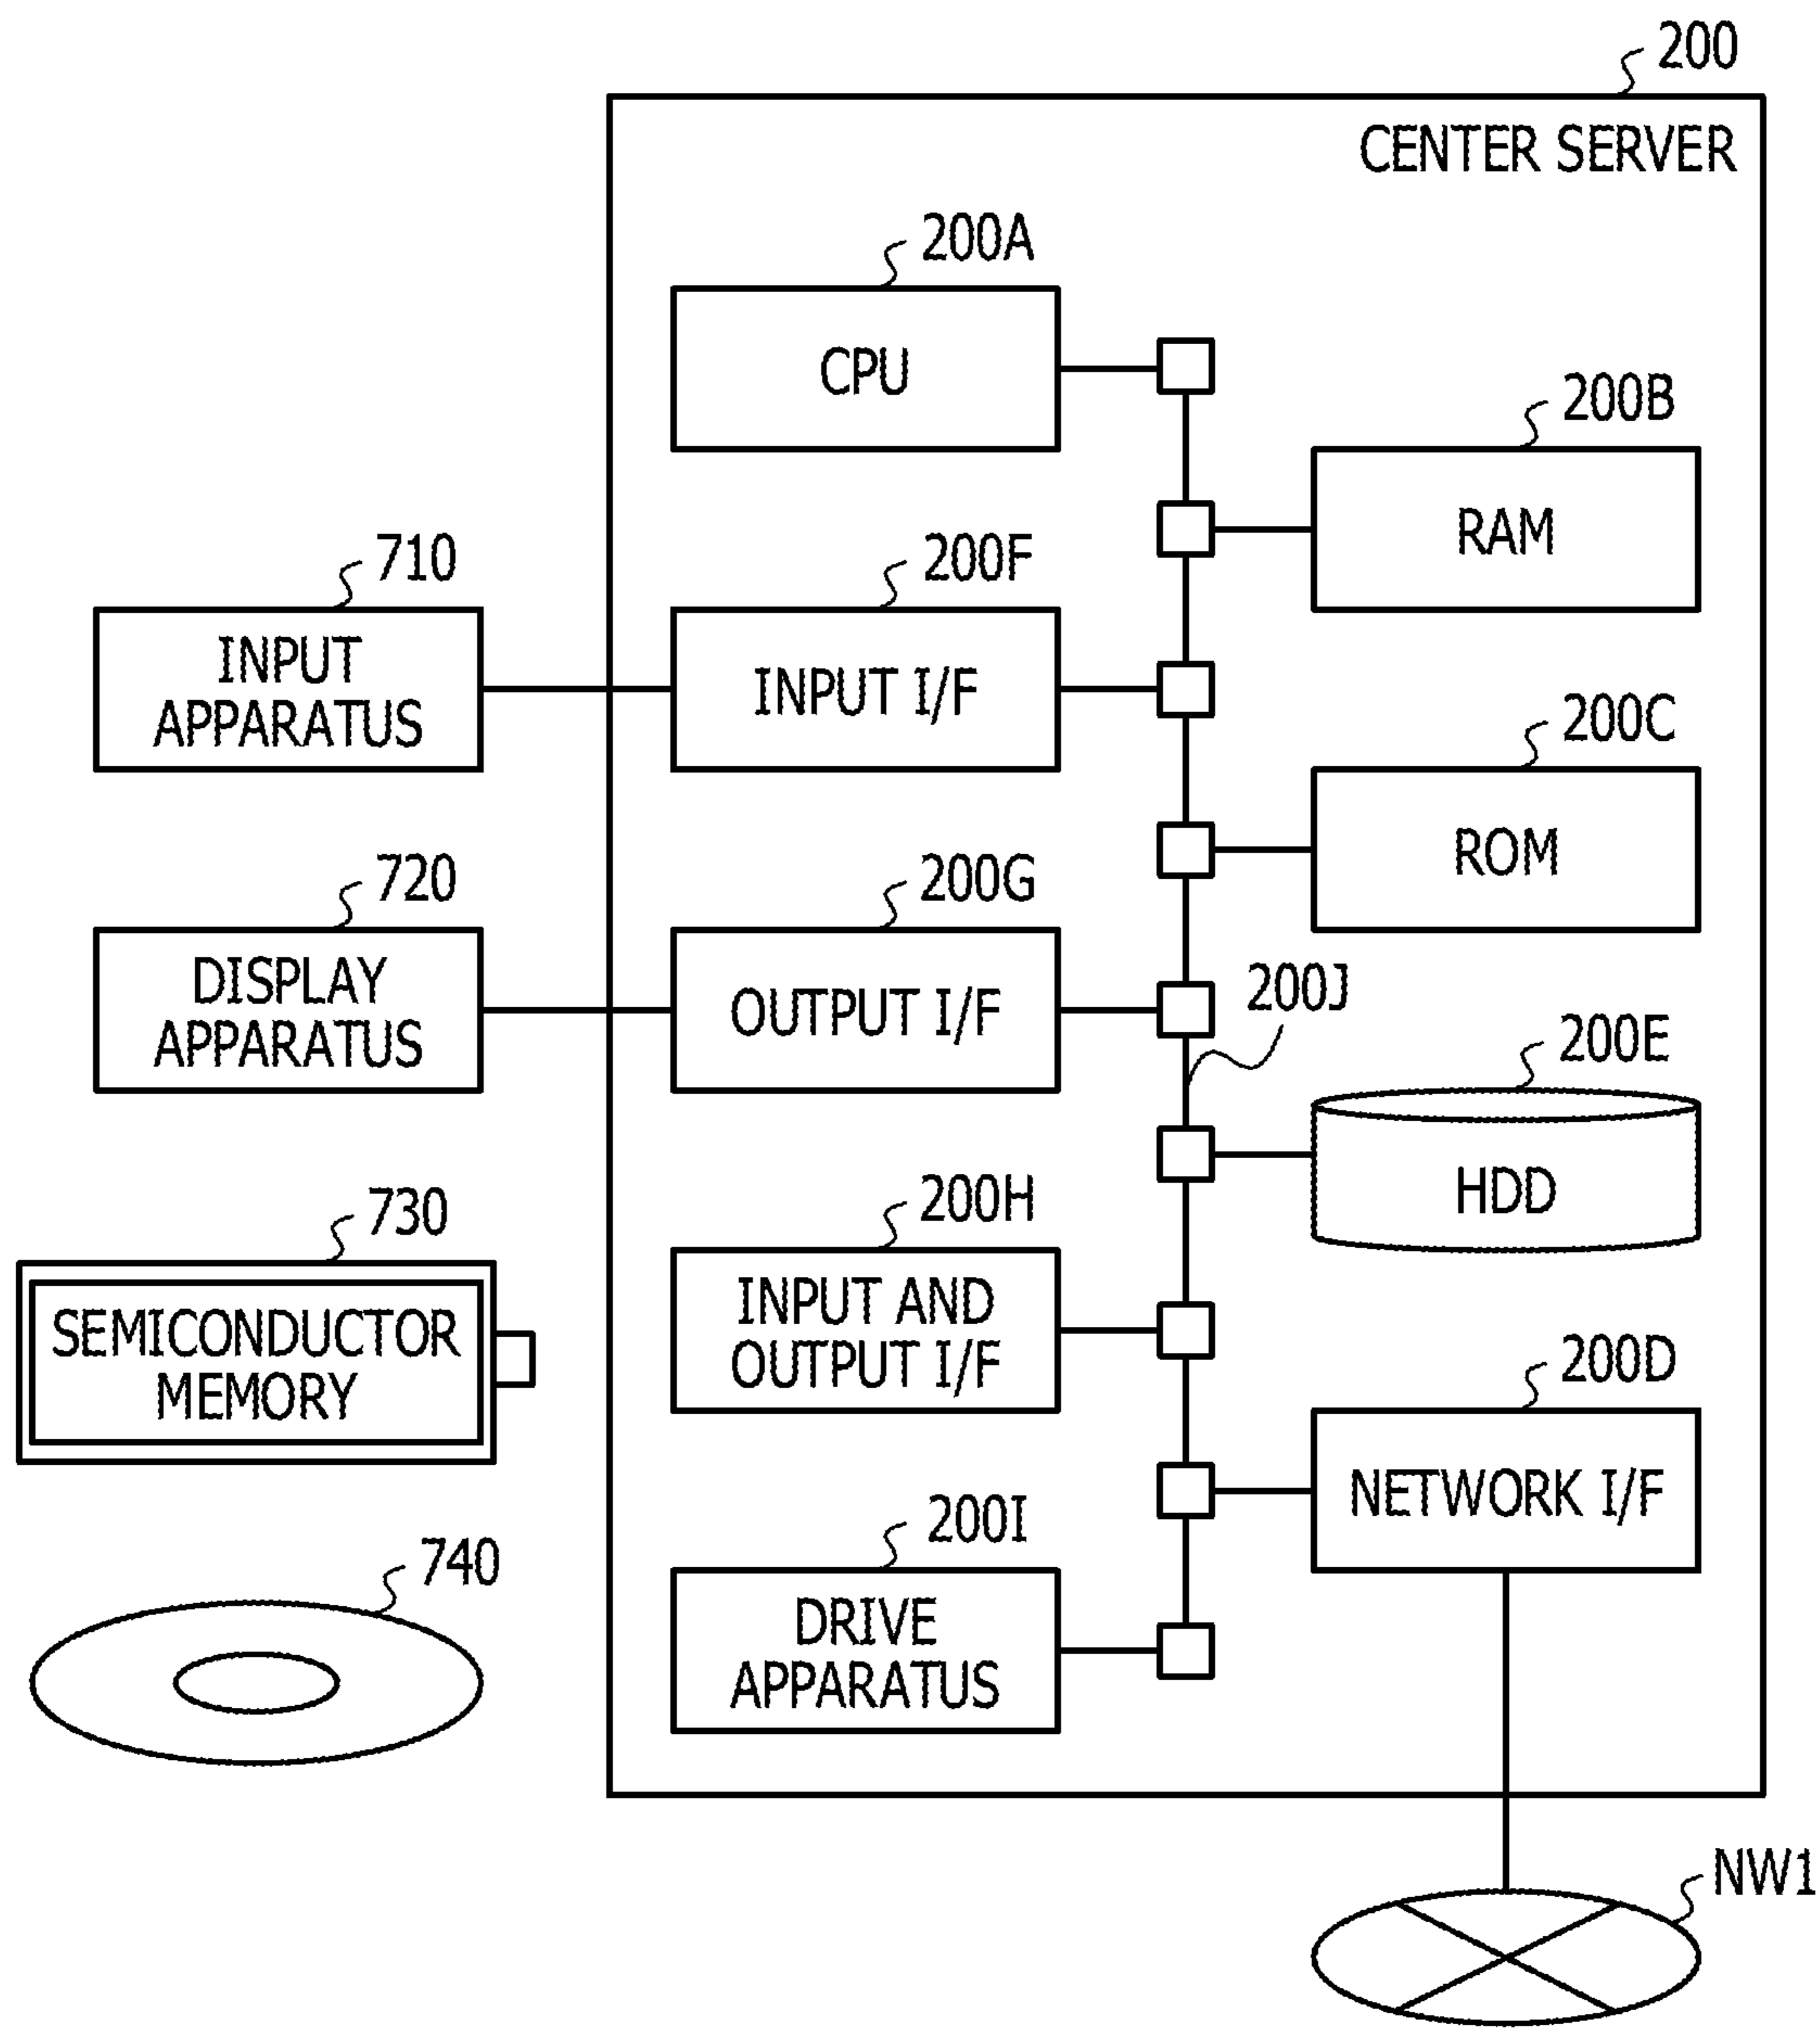 200
CENTER SERVER
200A
CPU
200B
RAM
710
INPUT
APPARATUS
200F
INPUT I/F
200C
ROM
720
DISPLAY
APPARATUS
200G
OUTPUT I/F
200J
200E
HDD
730
SEMICONDUCTOR
MEMORY
200H
INPUT AND
OUTPUT I/F
200D
NETWORK I/F
740
200I
DRIVE
APPARATUS
NW1